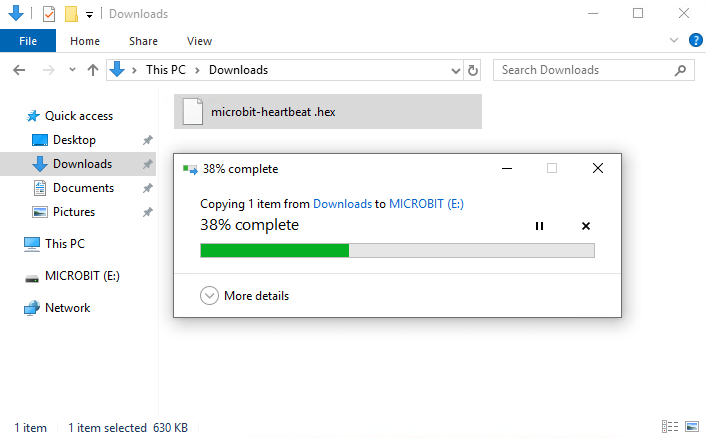 Downloads
File Home Share View
This PC Downloads
Search Downloads
Quick access
Desktop
Downloads
Documents
Pictures
This PC
MICROBIT (E:)
Network
microbit-heartbeat .hex
38% complete
Copying 1 item from Downloads to MICROBIT (E:)
38% complete
More details
1 item 1 item selected 630 KB